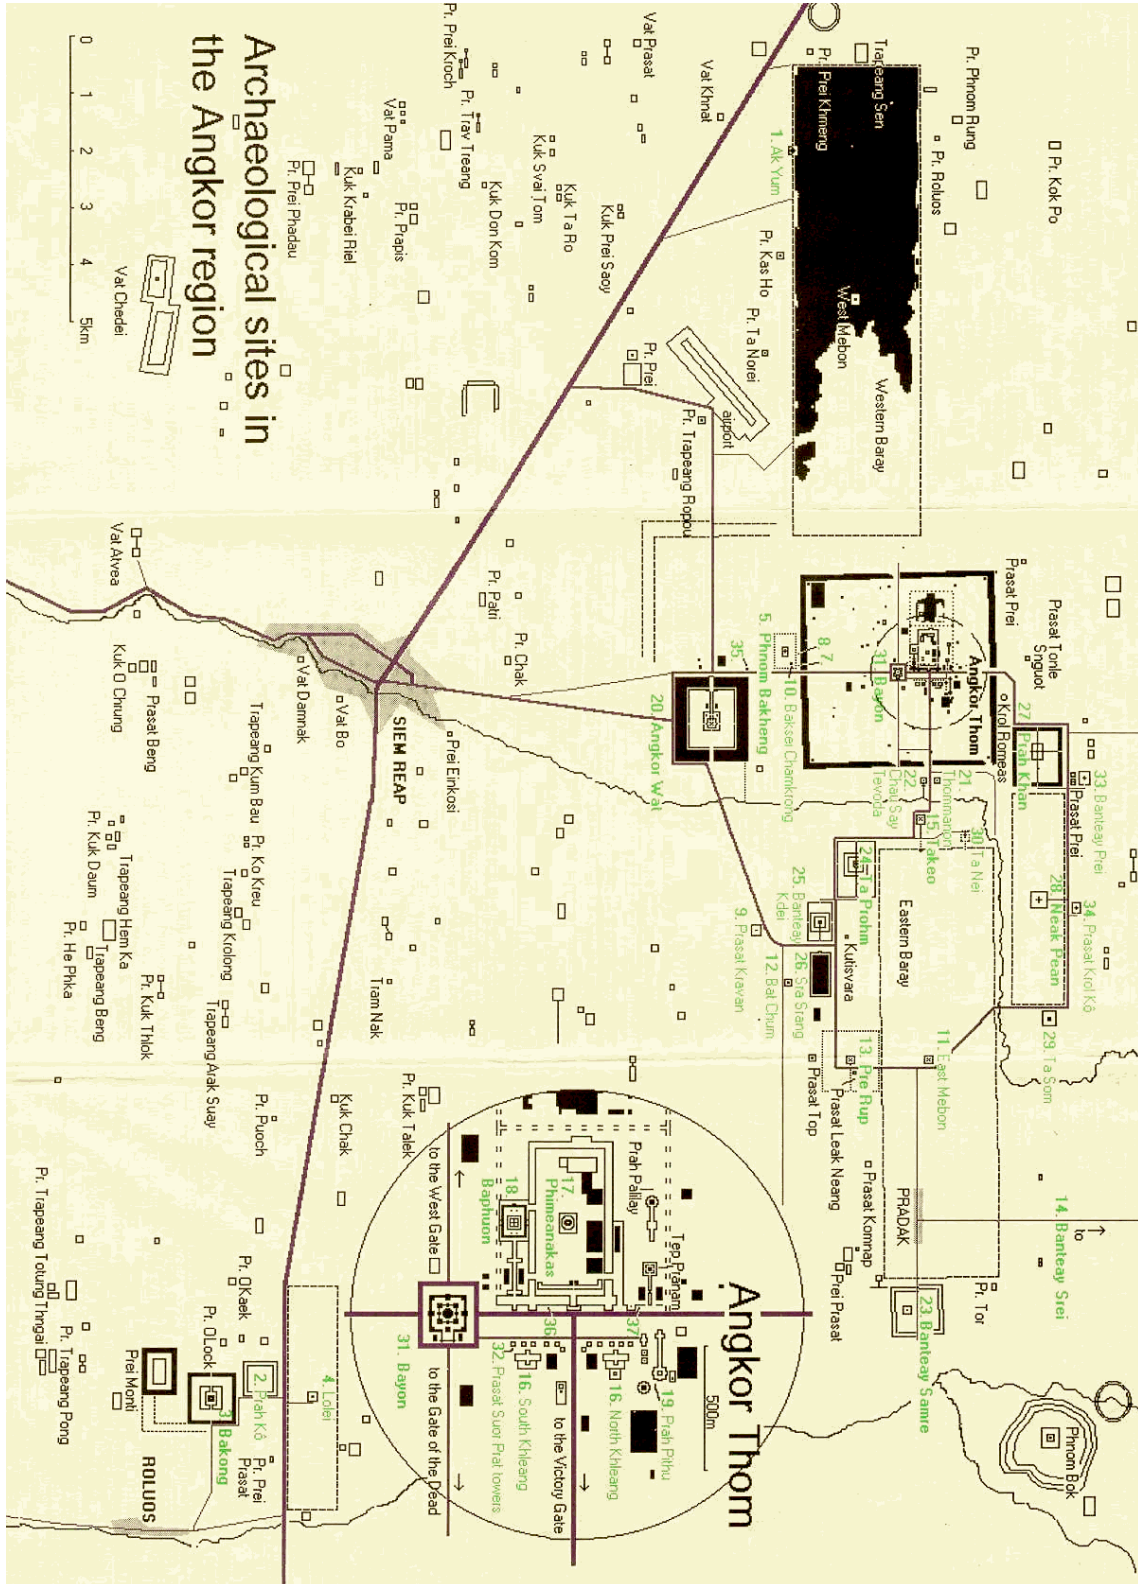 Archaeological sites in
the Angkor region
0 1 2 3 4 5km
Vat Chedei
Pr. Prei Kroch
Pr. Trav Treang
Vat Pama
Pr. Prei Phadau
Kuk Krabei Riel
Pr. Prapis
Kuk Don Kom
Kuk Svai Tom
Kuk Ta Ro
Kuk Prei Saoy
Vat Prasat
Vat Khnat
Pr. Prei Khmeng
Trapeang Sen
Pr. Phnom Rung
Pr. Roluos
Pr. Kok Po
1. Ak Yum
Pr. Kas Ho
Pr. Ta Norei
West Mebon
Western Baray
Pr. Prei
airport
Pr. Trapeang Ropou
Prasat Prei
Prasat Tonle
Snguot
Krol Romeas
27. Prah Khan
33. Banteay Prei
Prasat Prei
28. Neak Pean
34. Prasat Krol Kô
29. Ta Som
Angkor Thom
31. Bayon
8.
7.
10. Baksei Chamkrong
5. Phnom Bakheng
35.
20. Angkor Wat
21.
Thommanon
22.
Chau Say
Tevoda
15. Takeo
30. Ta Nei
24. Ta Prohm
25. Banteay
Kdei
Kutisvara
26. Sra Srang
9. Prasat Kravan
12. Bat Chum
Eastern Baray
11. East Mebon
13. Pre Rup
Prasat Top
Prasat Leak Neang
Prasat Komnap
PRADAK
Prei Prasat
14. Banteay Srei
to
Pr. Tor
23. Banteay Samre
Phnom Bok
Vat Atvea
Pr. Patri
Pr. Chak
Vat Damnak
Vat Bo
SIEM REAP
Prei Einkosi
Kuk O Chrung
Prasat Beng
Trapeang Kum Bau
Pr. Ko Kreu
Trapeang Krolong
Pr. Kuk Daum
Trapeang Hem Ka
Pr. He Phka
Trapeang Beng
Pr. Kuk Thlok
Trapeang Arak Suay
Tram Nak
Pr. Puoch
Kuk Chak
Pr. Kuk Talek
Pr. Trapeang Totung Tringai
Pr. Trapeang Pong
Pr. O Kaek
Pr. O Lock
Prei Monti
2. Prah Kô
3. Bakong
4. Lolei
Pr. Prei
Prasat
ROLUOS
Angkor Thom
500m
Prah Palilay
Tep Pranam
17.
Phimeanakas
18.
Baphuon
to the West Gate
36
37
31. Bayon
to the Gate of the Dead
32. Prasat Suor Prat towers
16. South Khleang
to the Victory Gate
16. North Khleang
19. Prah Pithu